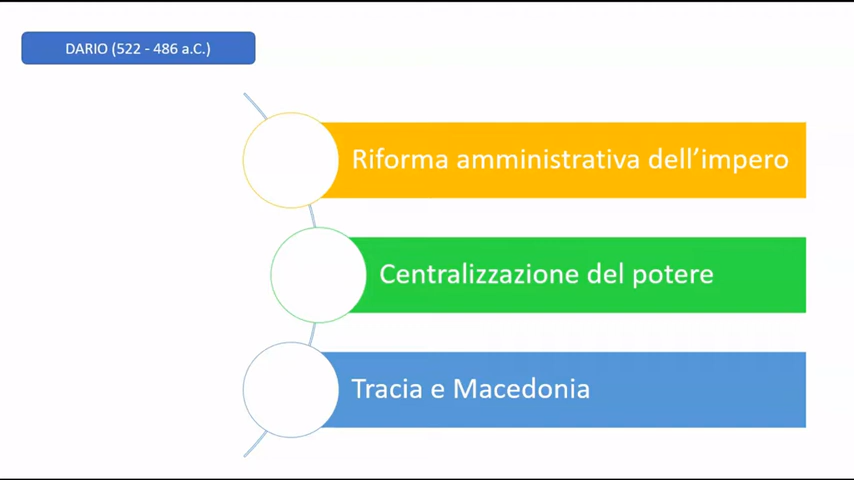 DARIO (522 - 486 a.C.)
Riforma amministrativa dell’impero
Centralizzazione del potere
Tracia e Macedonia